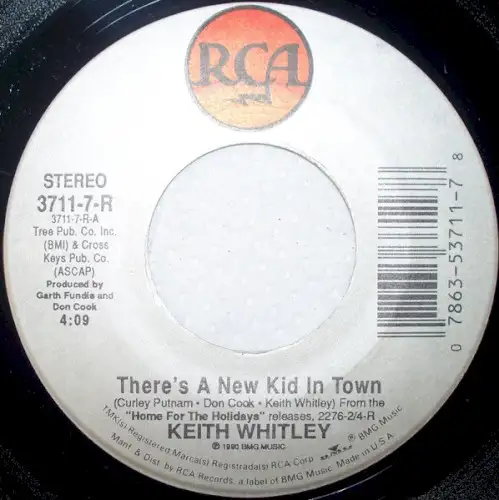 RCA
STEREO
3711-7-R
3711-7-R-A
Tree Pub. Co. Inc.
(BMI) & Cross
Keys Pub. Co.
(ASCAP)
Produced by
Garth Fundis and
Don Cook
4:09
0 7863-53711-7 8
There's A New Kid In Town
(Curley Putnam • Don Cook • Keith Whitley) From the
"Home For The Holidays" releases, 2276-2/4-R
KEITH WHITLEY
℗ 1990 BMG MUSIC
TMK(s) Registered Marca(s) Registrada(s) RCA Corp. BMG ® BMG MUSIC
Manf. & Dist. by RCA Records, a label of BMG Music. Made in U.S.A.